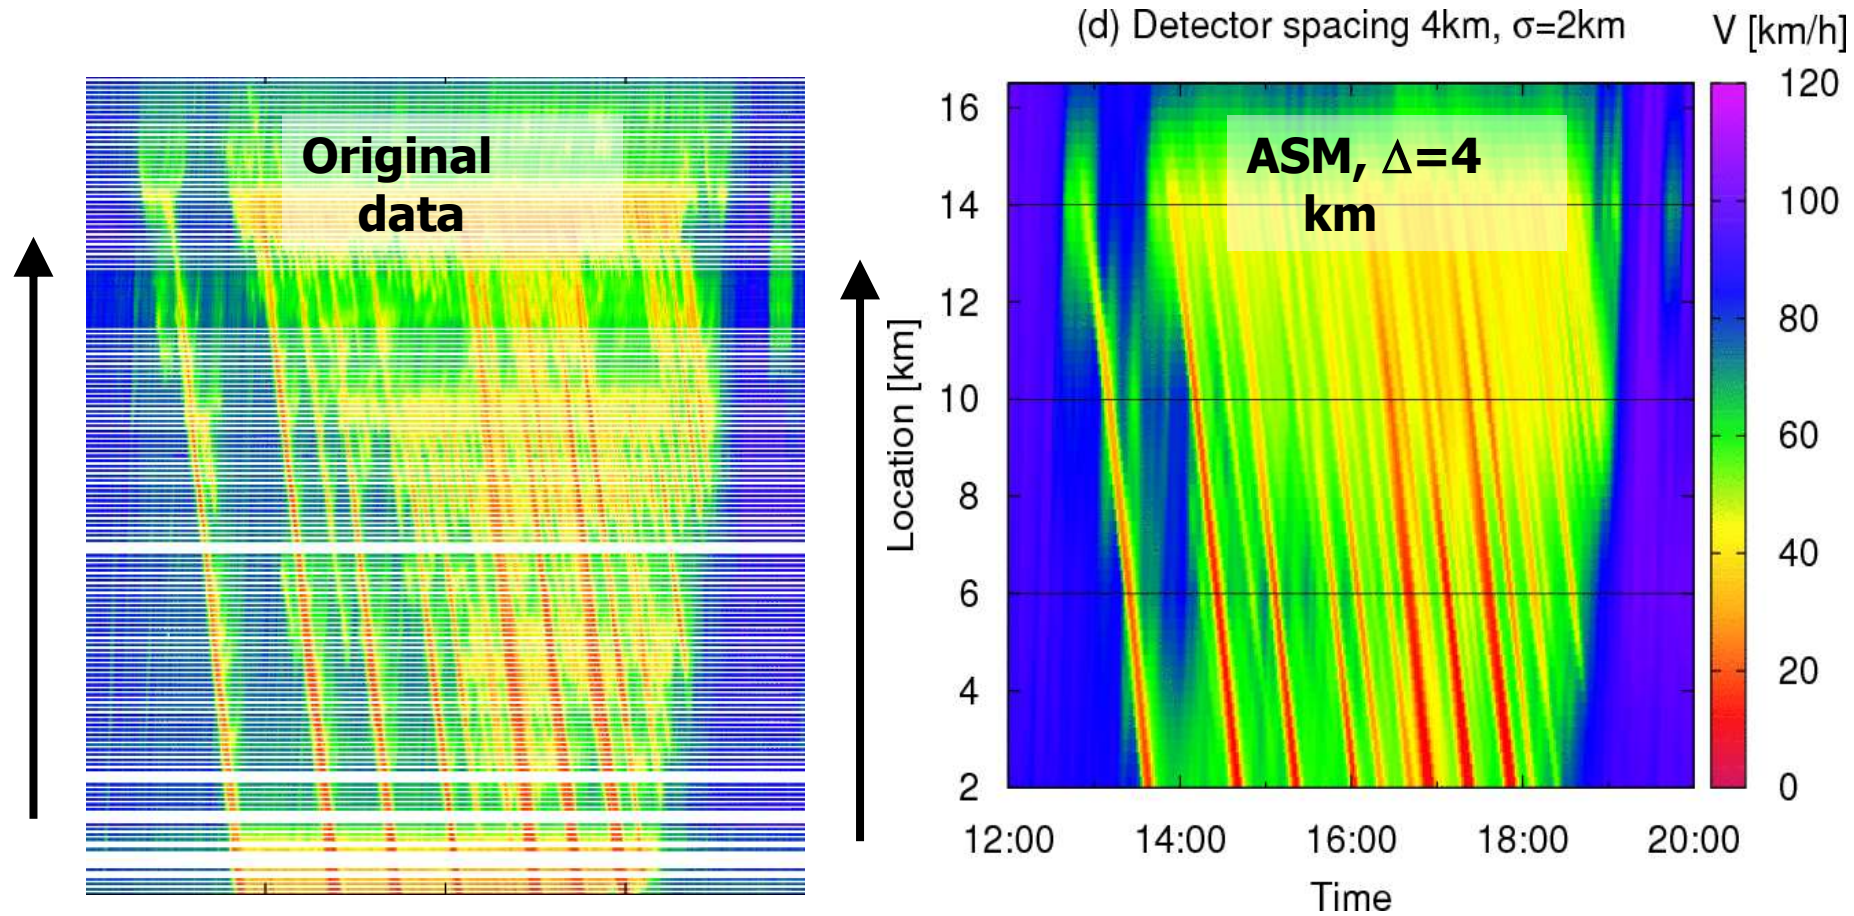 (d) Detector spacing 4km, σ=2km
V [km/h]
Original
data
ASM, Δ=4
km
Location [km]
16
14
12
10
8
6
4
2
120
100
80
60
40
20
0
12:00 14:00 16:00 18:00 20:00
Time